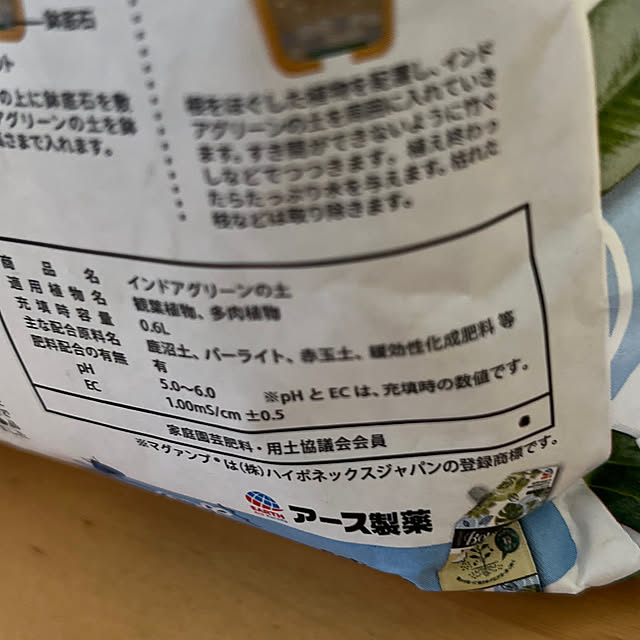 鉢底石
ット
の上に鉢底石を敷
アグリーンの土を鉢
さまで入れます。
根をほぐした植物を配置し、インド
アグリーンの土を周囲に入れていき
ます。すき間ができないように竹ぐ
しなどでつつきます。植え終わっ
たらたっぷり水を与えます。枯れた
枝などは取り除きます。
商品名 インドアグリーンの土
適用植物名 観葉植物、多肉植物
充填時容量 0.6L
主な配合原料名 鹿沼土、パーライト、赤玉土、緩効性化成肥料 等
肥料配合の有無 有
pH 5.0〜6.0 ※pHとECは、充填時の数値です。
EC 1.00mS/cm ±0.5
家庭園芸肥料・用土協議会会員
※マグァンプ®は(株)ハイポネックスジャパンの登録商標です。
EARTH アース製薬